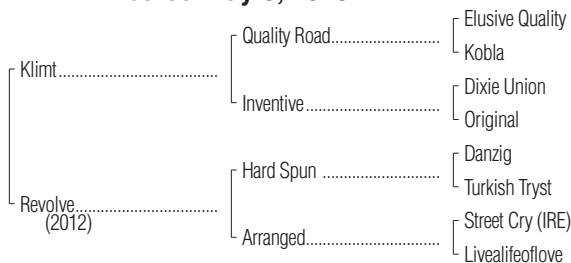 Klimt
Quality Road
Elusive Quality
Kobla
Inventive
Dixie Union
Original
Revolve
(2012)
Hard Spun
Danzig
Turkish Tryst
Arranged
Street Cry (IRE)
Livealifeoflove